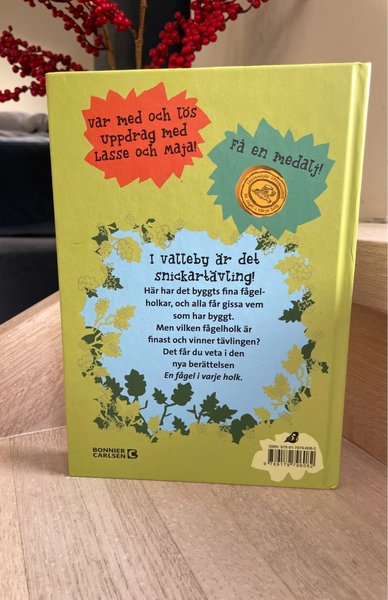 var med och lös
uppdrag med
Lasse och Maja!
Få en medalj!
I valleby är det
snickartävling!
Här har det byggts fina fågel-
holkar, och alla får gissa vem
som har byggt.
Men vilken fågelholk är
finast och vinner tävlingen?
Det får du veta i den
nya berättelsen
En fågel i varje holk.
BONNIER
CARLSEN